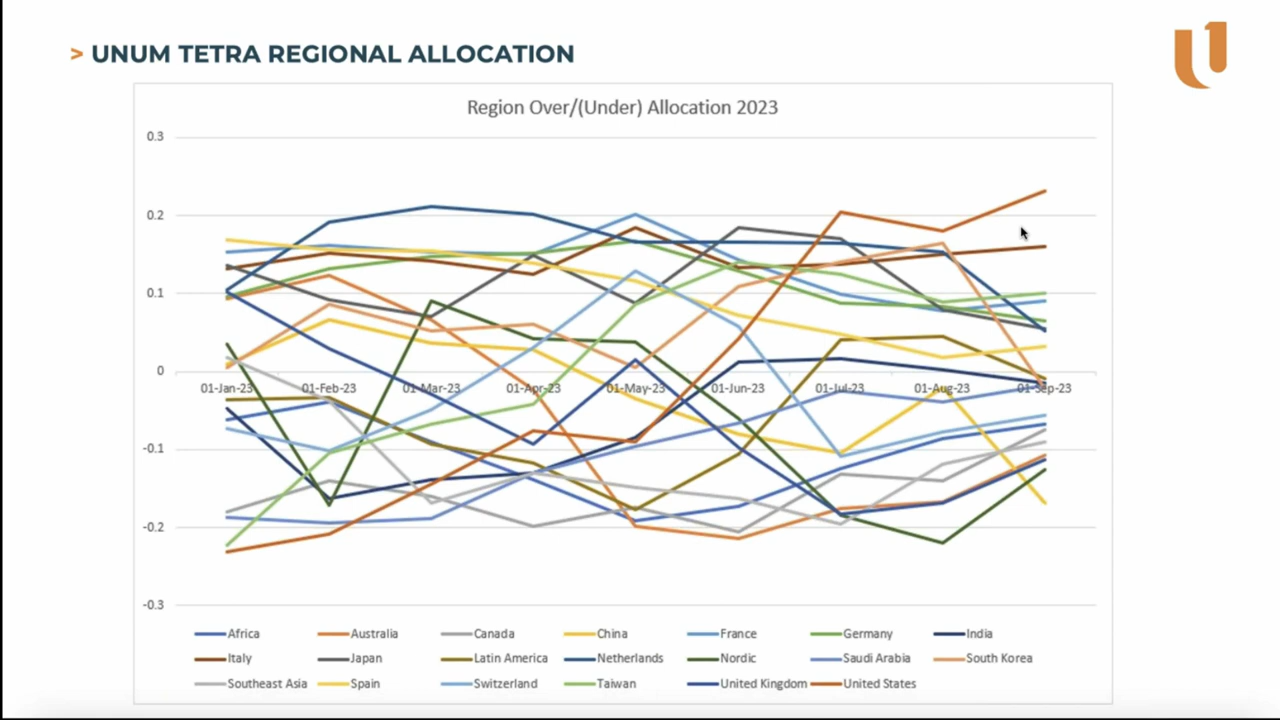 > UNUM TETRA REGIONAL ALLOCATION
Region Over/(Under) Allocation 2023
0.3
0.2
0.1
0
01-Jan-23 01-Feb-23 01-Mar-23 01-Apr-23 01-May-23 01-Jun-23 01-Jul-23 01-Aug-23 01-Sep-23
-0.1
-0.2
-0.3
Africa Australia Canada China France Germany India
Italy Japan Latin America Netherlands Nordic Saudi Arabia South Korea
Southeast Asia Spain Switzerland Taiwan United Kingdom United States